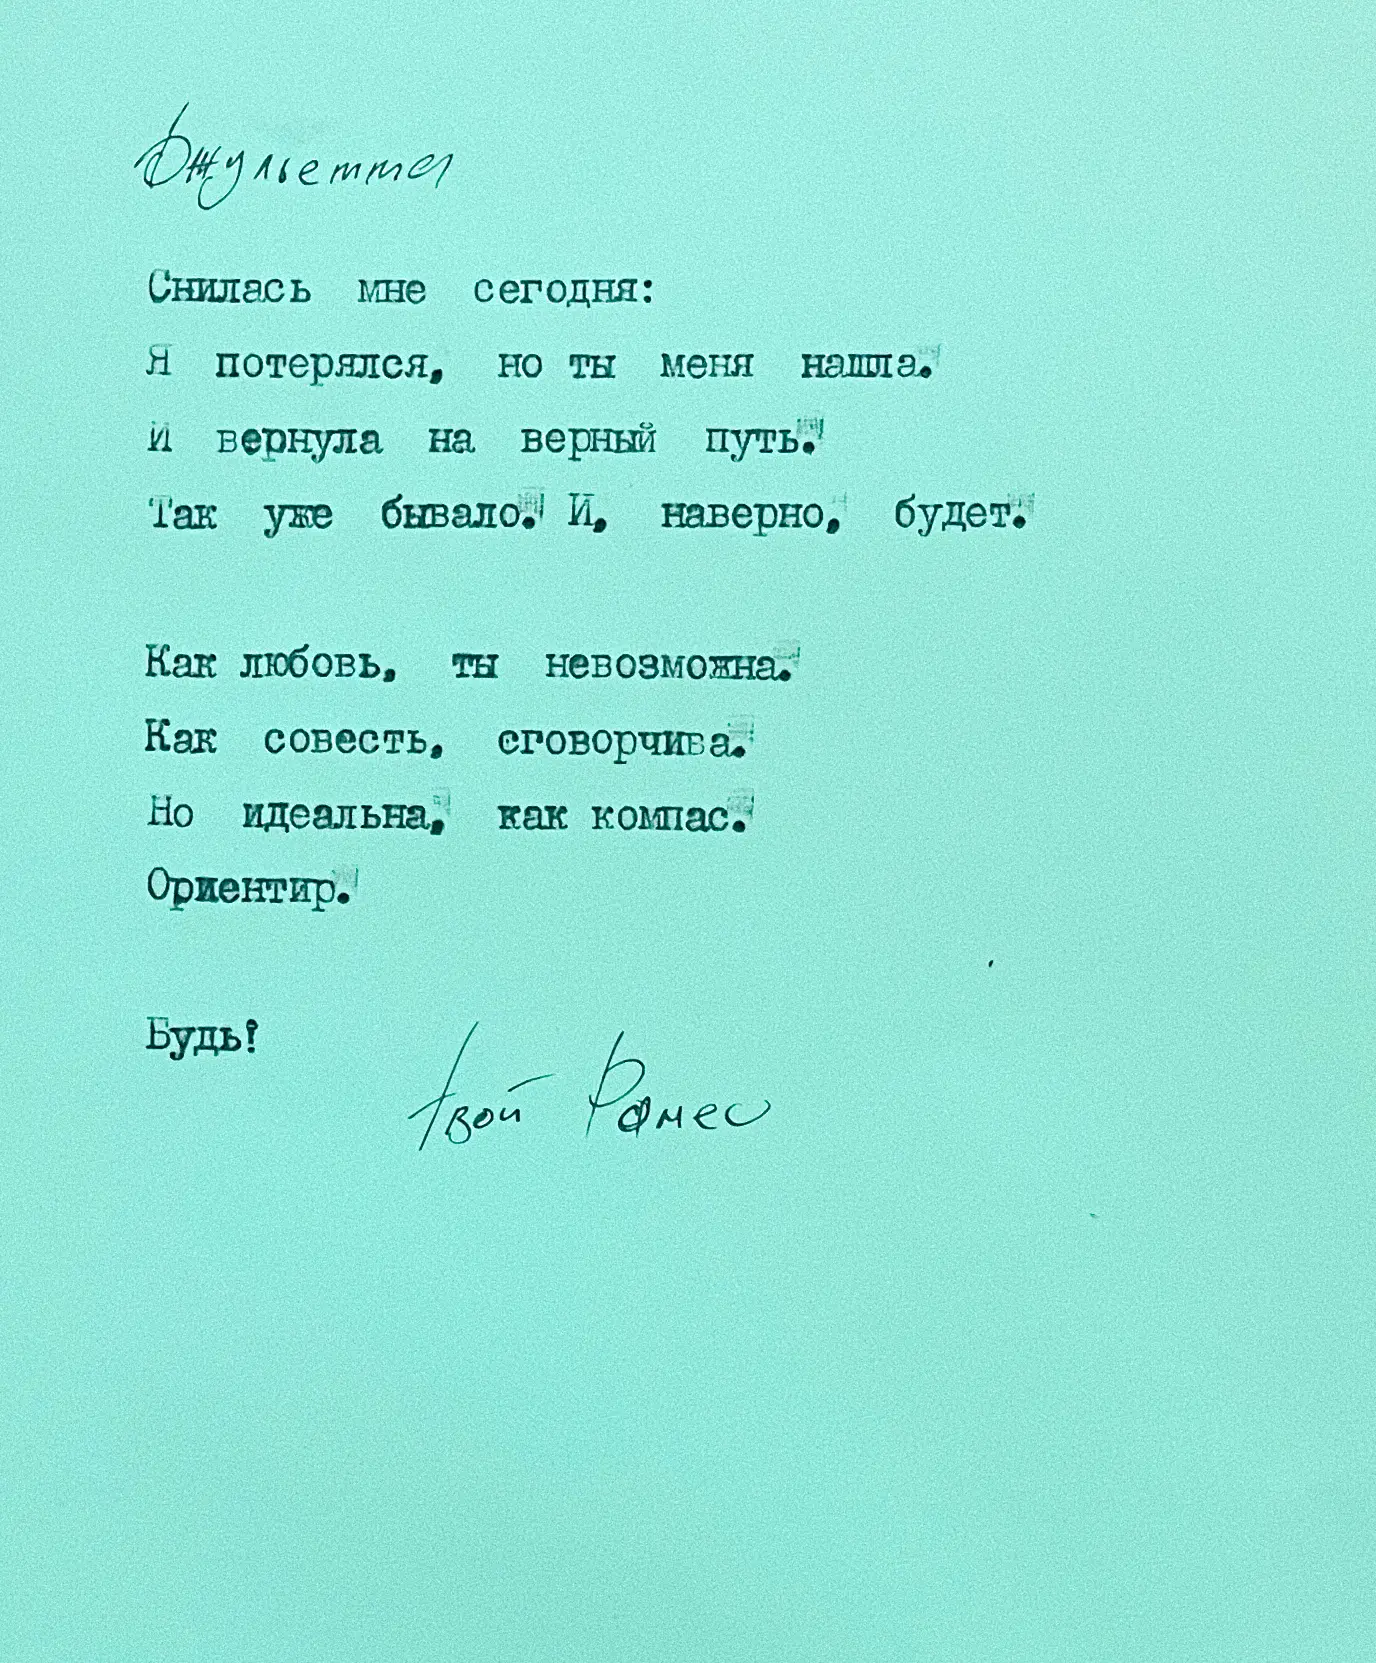 Джульетта
Снилась мне сегодня:
Я потерялся, но ты меня нашла.
И вернула на верный путь.
Так уже бывало. И, наверно, будет.
Как любовь, ты невозможна.
Как совесть, сговорчива.
Но идеальна, как компас.
Ориентир.
Будь!
Твой Ромео